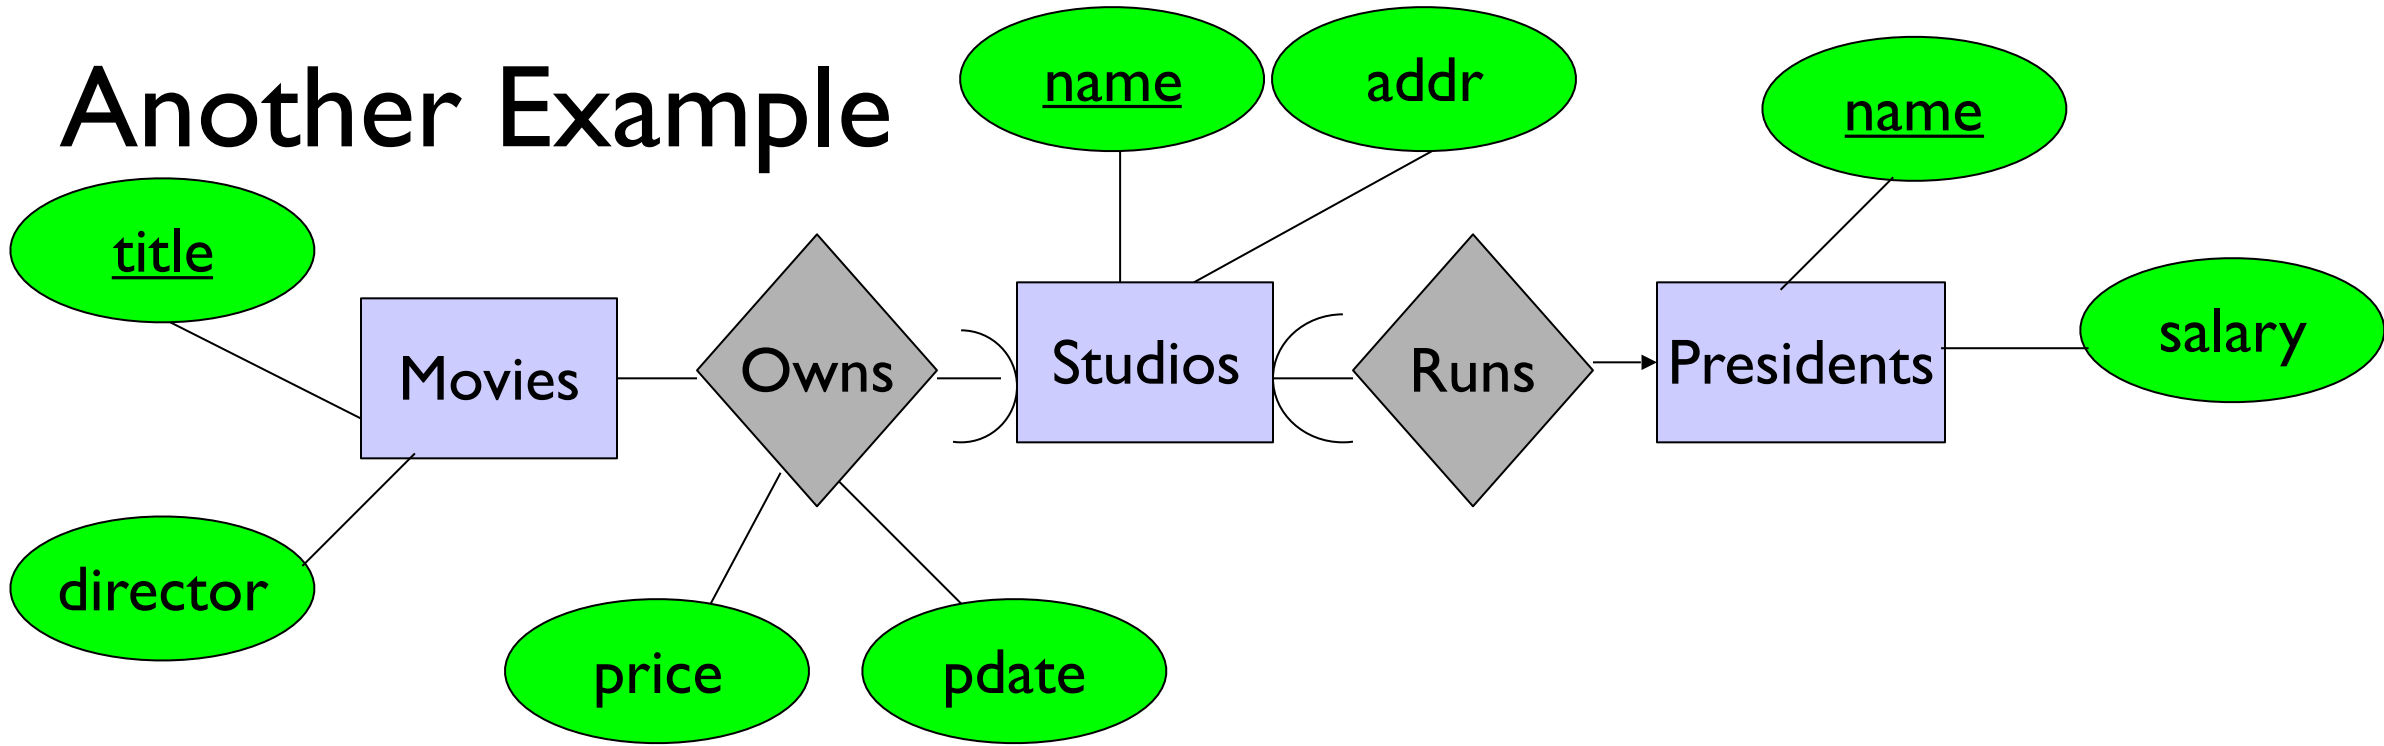 Another Example
name
addr
name
title
salary
Movies
Owns
Studios
Runs
Presidents
director
price
pdate